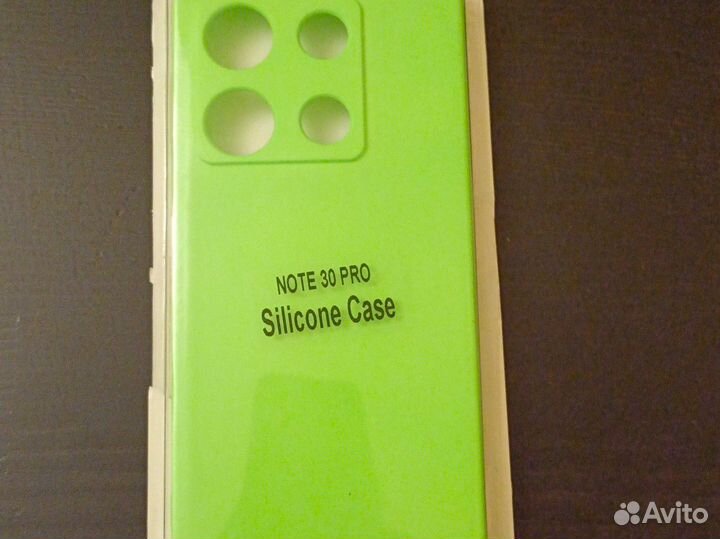 NOTE 30 PRO
Silicone Case
Avito